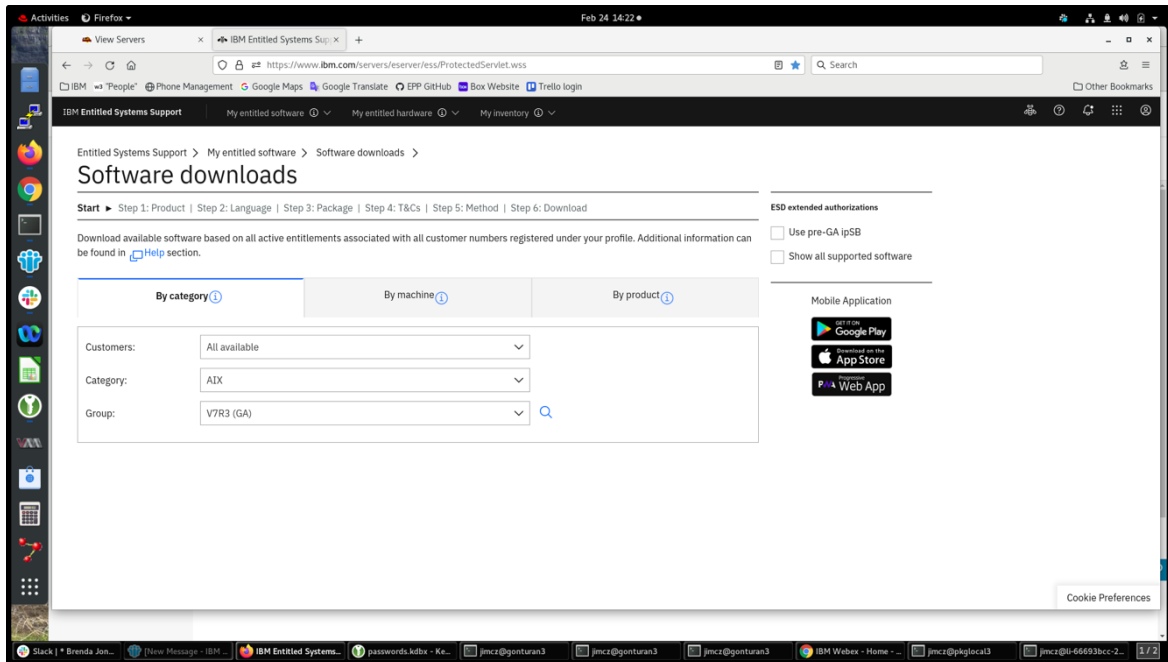 Activities Firefox Feb 24 14:22
View Servers IBM Entitled Systems Sup
https://www.ibm.com/servers/eserver/ess/ProtectedServlet.wss Search
IBM w3 "People" Phone Management Google Maps Google Translate EPP GitHub Box Website Trello login Other Bookmarks
IBM Entitled Systems Support My entitled software My entitled hardware My inventory
Entitled Systems Support > My entitled software > Software downloads >
Software downloads
Start ► Step 1: Product | Step 2: Language | Step 3: Package | Step 4: T&Cs | Step 5: Method | Step 6: Download
Download available software based on all active entitlements associated with all customer numbers registered under your profile. Additional information can
be found in Help section.
By category By machine By product
Customers: All available
Category: AIX
Group: V7R3 (GA)
ESD extended authorizations
Use pre-GA ipSB
Show all supported software
Mobile Application
GET IT ON
Google Play
Download on the
App Store
Progressive
PWA Web App
Cookie Preferences
Slack | * Brenda Jon... [New Message - IBM ... IBM Entitled Systems... passwords.kdbx - Ke... jimcz@gonturan3 jimcz@gonturan3 jimcz@gonturan3 IBM Webex - Home - ... jimcz@pkglocal3 jimcz@li-66693bcc-2... 1 / 2